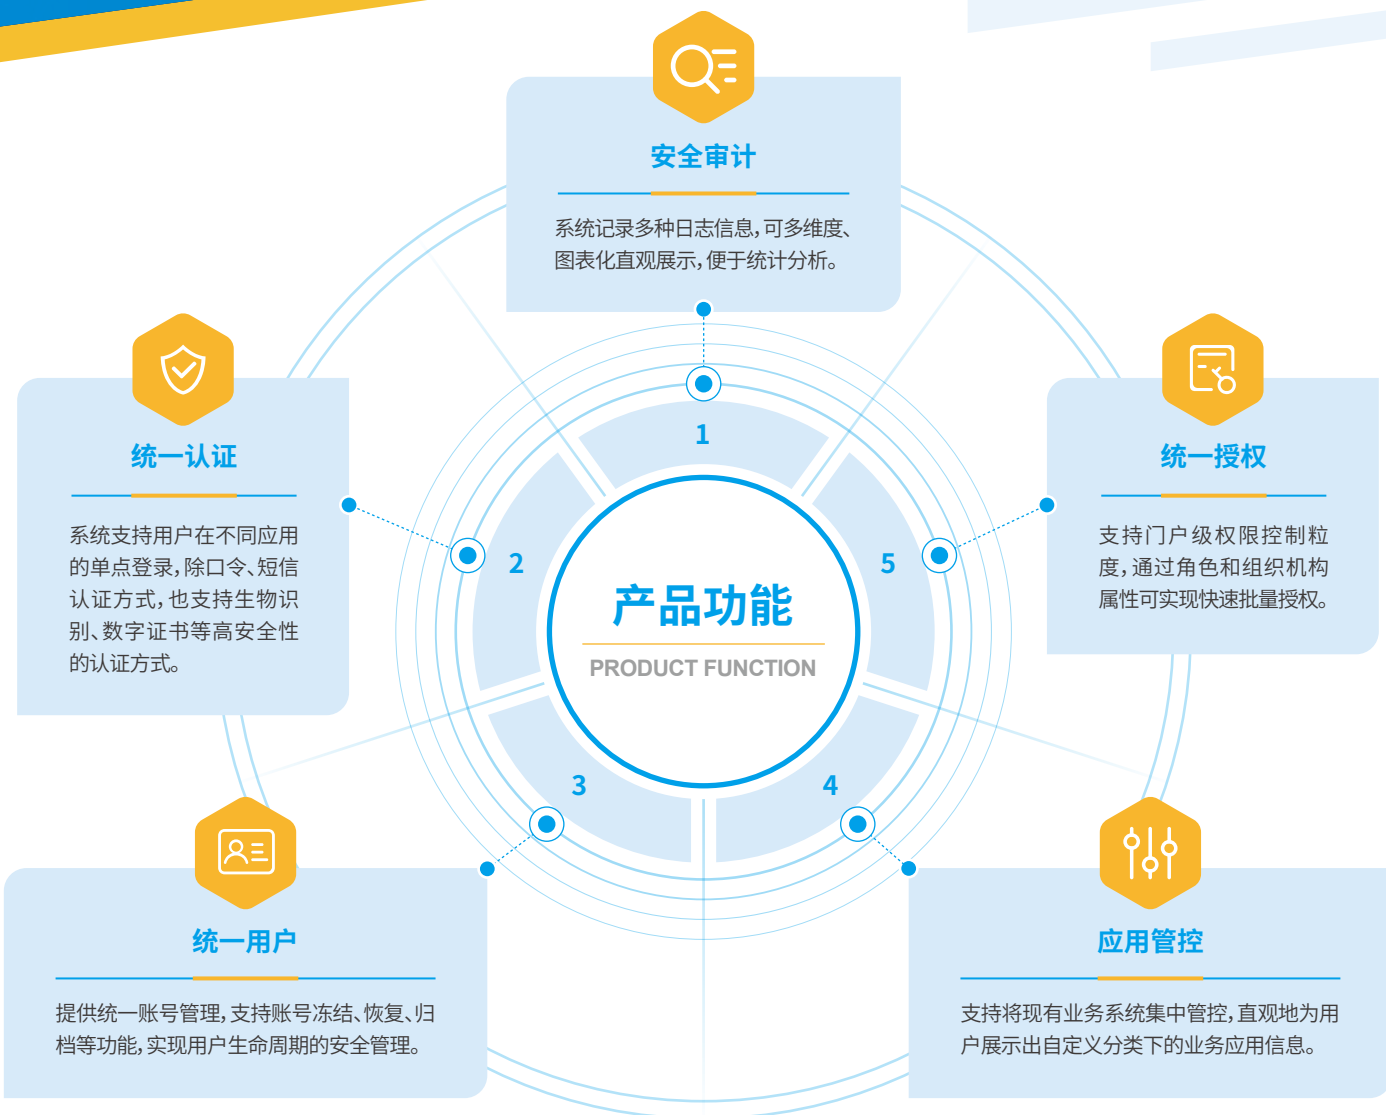 安全审计
系统记录多种日志信息,可多维度、
图表化直观展示,便于统计分析。
统一认证
系统支持用户在不同应用
的单点登录,除口令、短信
认证方式,也支持生物识
别、数字证书等高安全性
的认证方式。
统一授权
支持门户级权限控制粒
度,通过角色和组织机构
属性可实现快速批量授权。
1
2
5
产品功能
PRODUCT FUNCTION
3
4
统一用户
提供统一账号管理,支持账号冻结、恢复、归
档等功能,实现用户生命周期的安全管理。
应用管控
支持将现有业务系统集中管控,直观地为用
户展示出自定义分类下的业务应用信息。